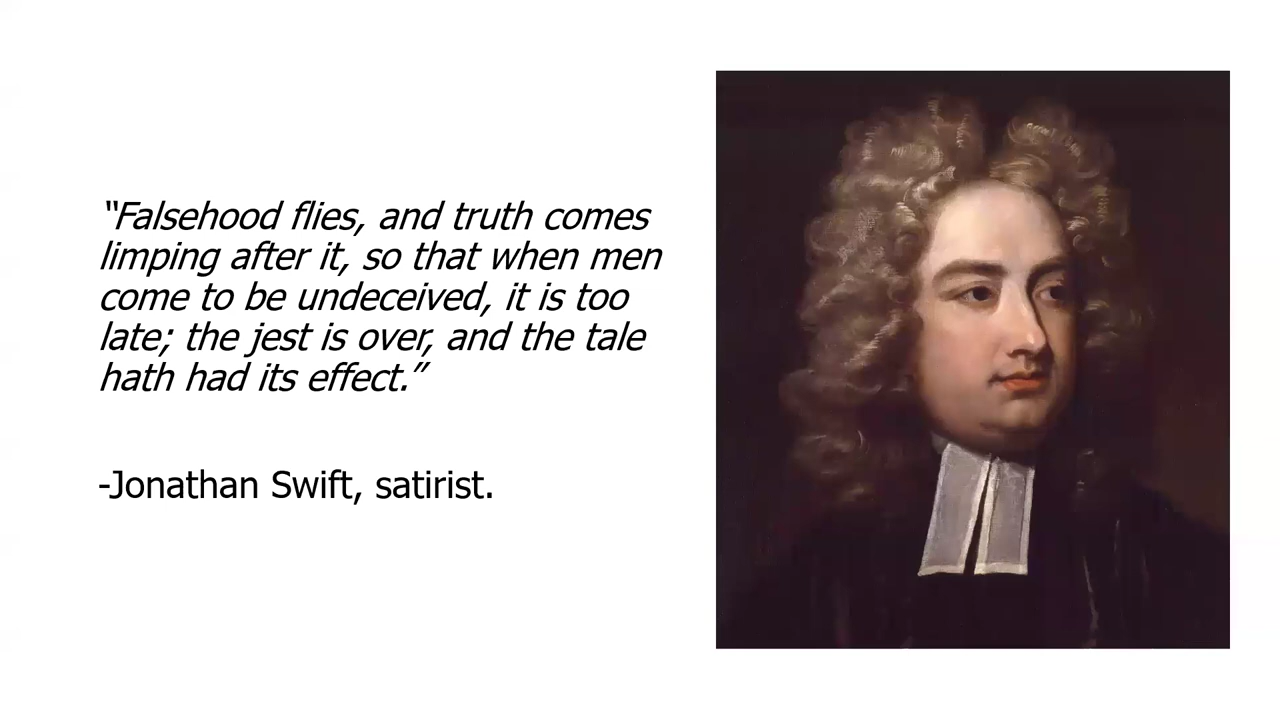 “Falsehood flies, and truth comes
limping after it, so that when men
come to be undeceived, it is too
late; the jest is over, and the tale
hath had its effect.”
-Jonathan Swift, satirist.